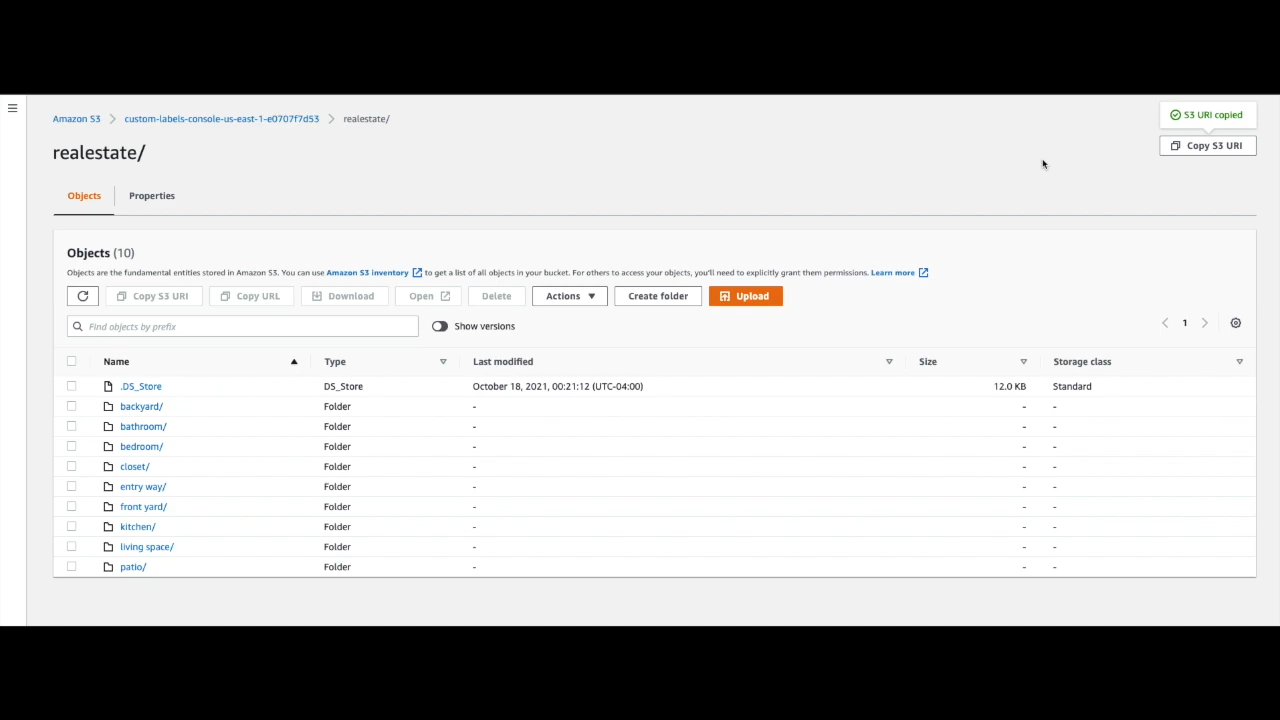 Amazon S3 > custom-labels-console-us-east-1-e0707f7d53 > realestate/
S3 URI copied
realestate/
Copy S3 URI
Objects
Properties
Objects (10)
Objects are the fundamental entities stored in Amazon S3. You can use Amazon S3 inventory to get a list of all objects in your bucket. For others to access your objects, you'll need to explicitly grant them permissions. Learn more
Copy S3 URI Copy URL Download Open Delete Actions Create folder Upload
Find objects by prefix Show versions 1
Name Type Last modified Size Storage class
.DS_Store DS_Store October 18, 2021, 00:21:12 (UTC-04:00) 12.0 KB Standard
backyard/ Folder - - -
bathroom/ Folder - - -
bedroom/ Folder - - -
closet/ Folder - - -
entry way/ Folder - - -
front yard/ Folder - - -
kitchen/ Folder - - -
living space/ Folder - - -
patio/ Folder - - -